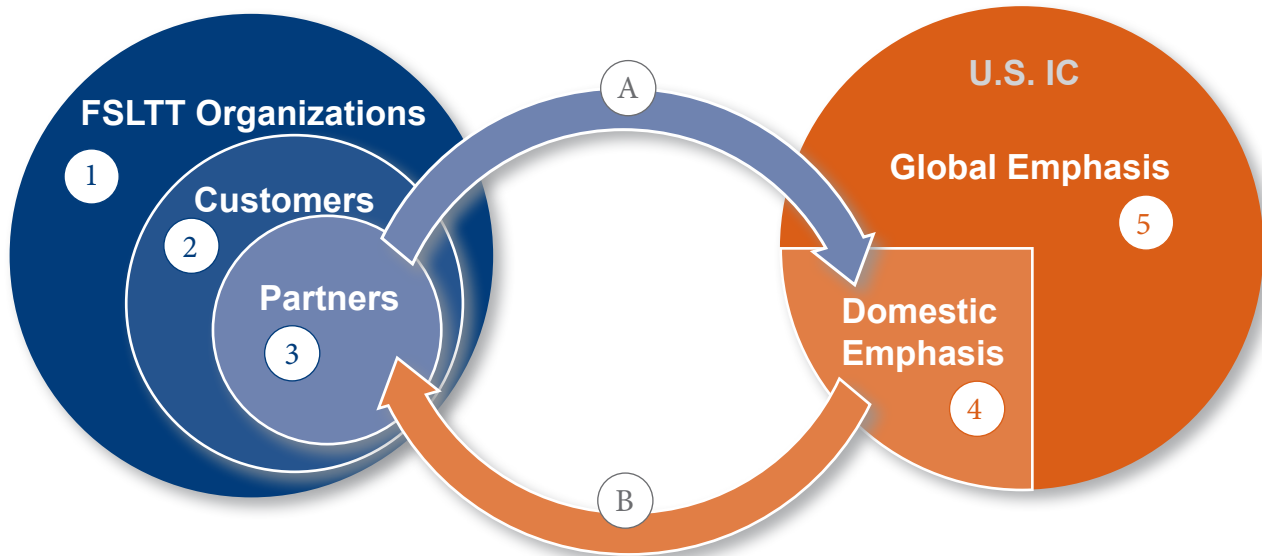 FSLTT Organizations
1
Customers
2
Partners
3
A
B
U.S. IC
Global Emphasis
5
Domestic
Emphasis
4